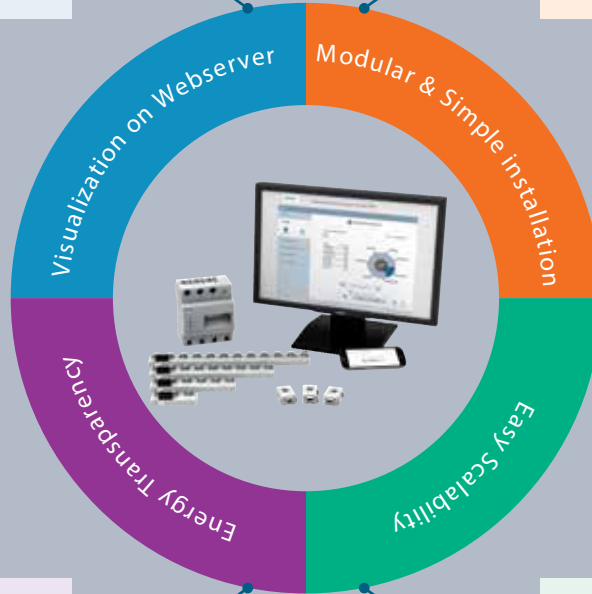 Visualization on Webserver
Modular & Simple installation
Energy Transparency
Easy Scalability